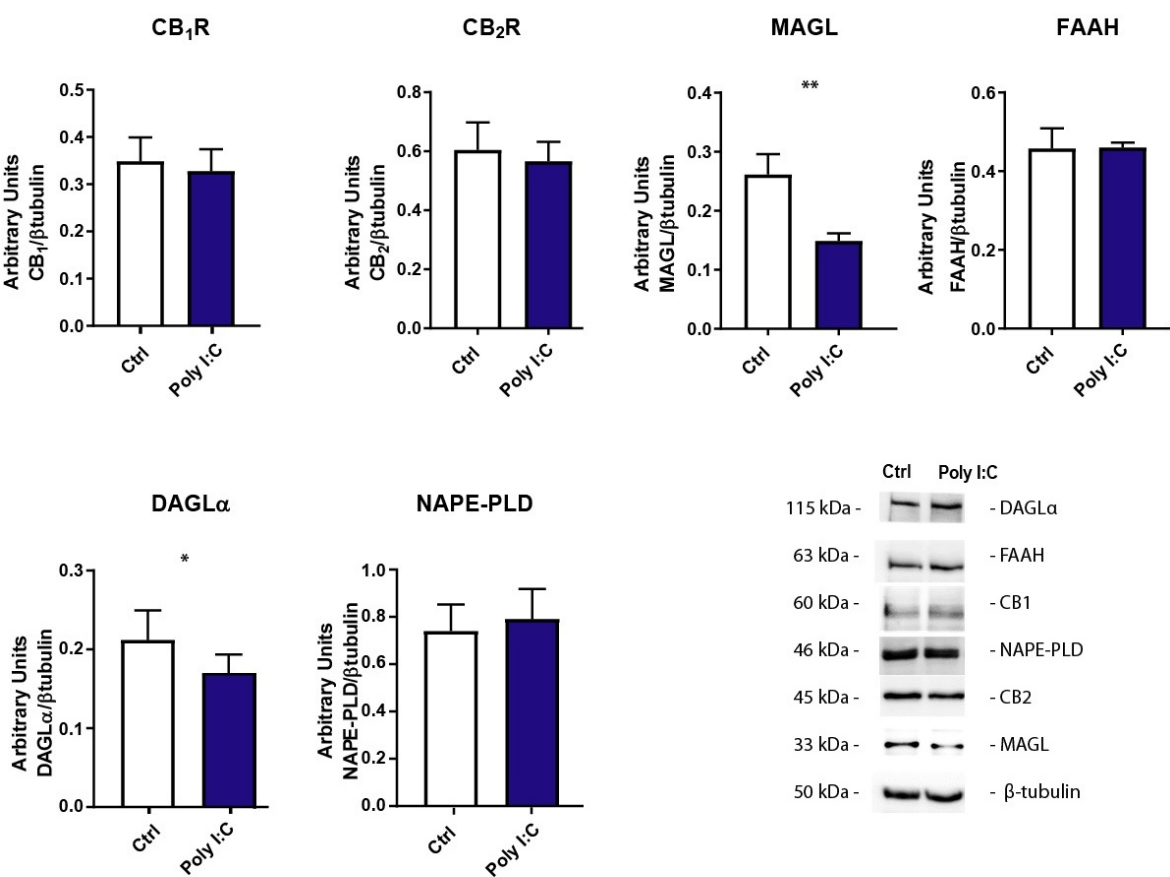 CB1R
Arbitrary Units
CB1/βtubulin
0.5
0.4
0.3
0.2
0.1
0.0
Ctrl
Poly I:C
CB2R
Arbitrary Units
CB2/βtubulin
0.8
0.6
0.4
0.2
0.0
Ctrl
Poly I:C
MAGL
**
Arbitrary Units
MAGL/βtubulin
0.4
0.3
0.2
0.1
0.0
Ctrl
Poly I:C
FAAH
Arbitrary Units
FAAH/βtubulin
0.6
0.4
0.2
0.0
Ctrl
Poly I:C
DAGLα
*
Arbitrary Units
DAGLα/βtubulin
0.3
0.2
0.1
0.0
Ctrl
Poly I:C
NAPE-PLD
Arbitrary Units
NAPE-PLD/βtubulin
1.0
0.8
0.6
0.4
0.2
0.0
Ctrl
Poly I:C
Ctrl Poly I:C
115 kDa - - DAGLα
63 kDa - - FAAH
60 kDa - - CB1
46 kDa - - NAPE-PLD
45 kDa - - CB2
33 kDa - - MAGL
50 kDa - - β-tubulin